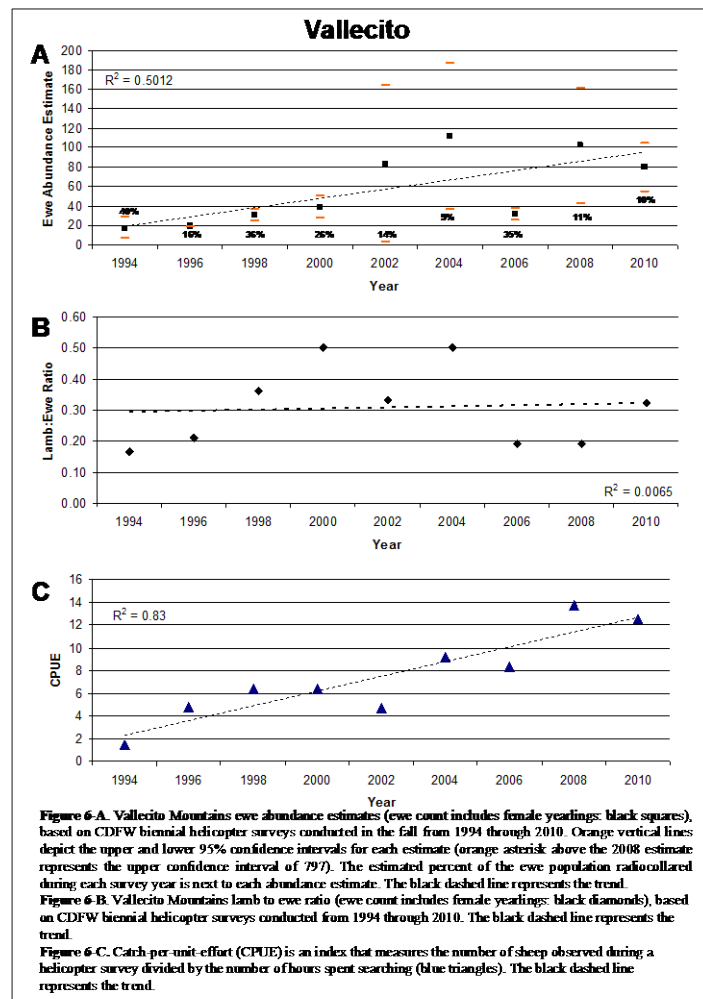 Vallecito
A
R² = 0.5012
Ewe Abundance Estimate
200
180
160
140
120
100
80
60
40
20
0
40%
16%
36%
26%
14%
9%
35%
11%
18%
1994 1996 1998 2000 2002 2004 2006 2008 2010
Year
B
Lamb:Ewe Ratio
0.60
0.50
0.40
0.30
0.20
0.10
0.00
R² = 0.0065
1994 1996 1998 2000 2002 2004 2006 2008 2010
Year
C
R² = 0.83
CPUE
16
14
12
10
8
6
4
2
0
1994 1996 1998 2000 2002 2004 2006 2008 2010
Year
Figure 6-A. Vallecito Mountains ewe abundance estimates (ewe count includes female yearlings: black squares),
based on CDFW biennial helicopter surveys conducted in the fall from 1994 through 2010. Orange vertical lines
depict the upper and lower 95% confidence intervals for each estimate (orange asterisk above the 2008 estimate
represents the upper confidence interval of 797). The estimated percent of the ewe population radiocollared
during each survey year is next to each abundance estimate. The black dashed line represents the trend.
Figure 6-B. Vallecito Mountains lamb to ewe ratio (ewe count includes female yearlings: black diamonds), based
on CDFW biennial helicopter surveys conducted from 1994 through 2010. The black dashed line represents the
trend.
Figure 6-C. Catch-per-unit-effort (CPUE) is an index that measures the number of sheep observed during a
helicopter survey divided by the number of hours spent searching (blue triangles). The black dashed line
represents the trend.